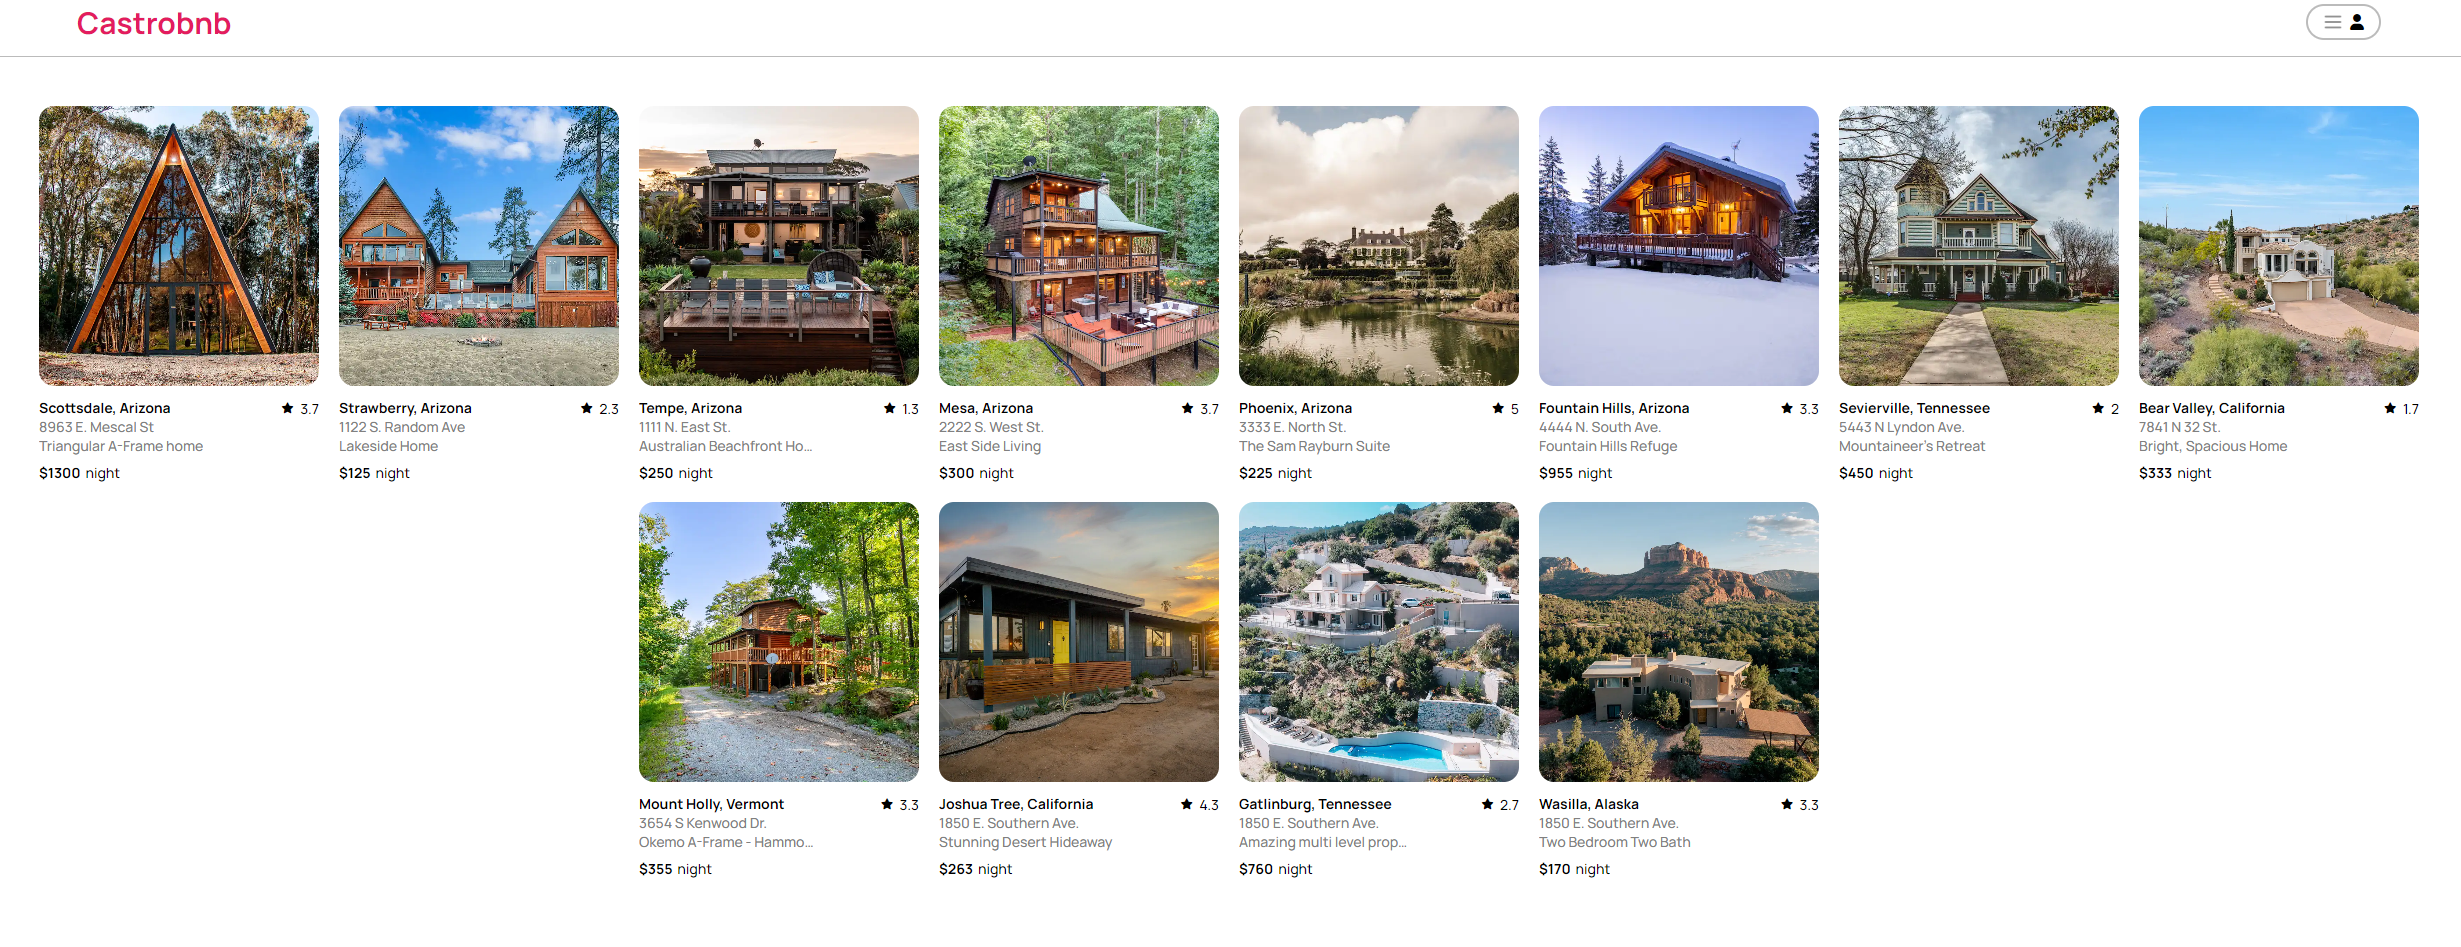 Castrobnb
Scottsdale, Arizona ★ 3.7
8963 E. Mescal St
Triangular A-Frame home
$1300 night
Strawberry, Arizona ★ 2.3
1122 S. Random Ave
Lakeside Home
$125 night
Tempe, Arizona ★ 1.3
1111 N. East St.
Australian Beachfront Ho...
$250 night
Mesa, Arizona ★ 3.7
2222 S. West St.
East Side Living
$300 night
Phoenix, Arizona ★ 5
3333 E. North St.
The Sam Rayburn Suite
$225 night
Fountain Hills, Arizona ★ 3.3
4444 N. South Ave.
Fountain Hills Refuge
$955 night
Sevierville, Tennessee ★ 2
5443 N Lyndon Ave.
Mountaineer's Retreat
$450 night
Bear Valley, California ★ 1.7
7841 N 32 St.
Bright, Spacious Home
$333 night
Mount Holly, Vermont ★ 3.3
3654 S Kenwood Dr.
Okemo A-Frame - Hammo...
$355 night
Joshua Tree, California ★ 4.3
1850 E. Southern Ave.
Stunning Desert Hideaway
$263 night
Gatlinburg, Tennessee ★ 2.7
1850 E. Southern Ave.
Amazing multi level prop...
$760 night
Wasilla, Alaska ★ 3.3
1850 E. Southern Ave.
Two Bedroom Two Bath
$170 night